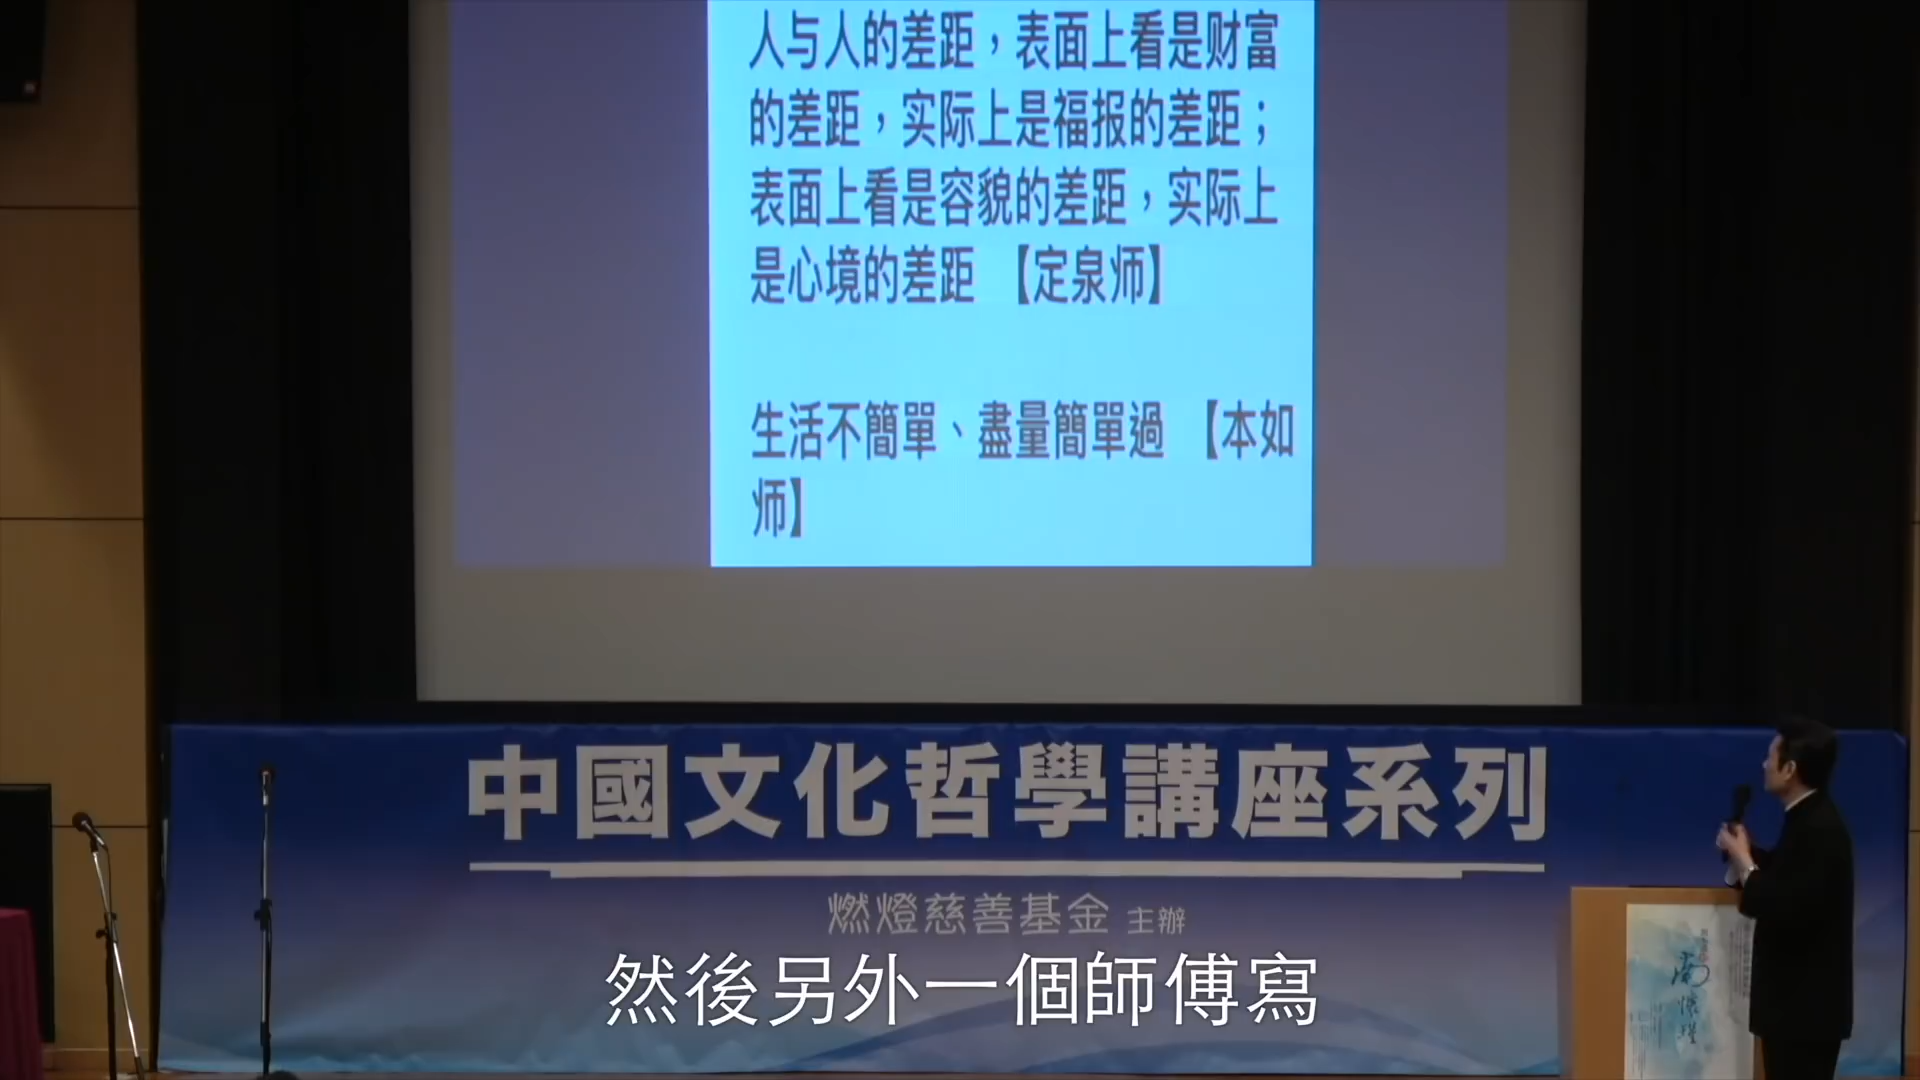 人与人的差距，表面上看是财富
的差距，实际上是福报的差距；
表面上看是容貌的差距，实际上
是心境的差距 【定泉师】
生活不簡單、盡量簡單過 【本如
师】
中國文化哲學講座系列
燃燈慈善基金 主辦
南懷瑾
然後另外一個師傅寫